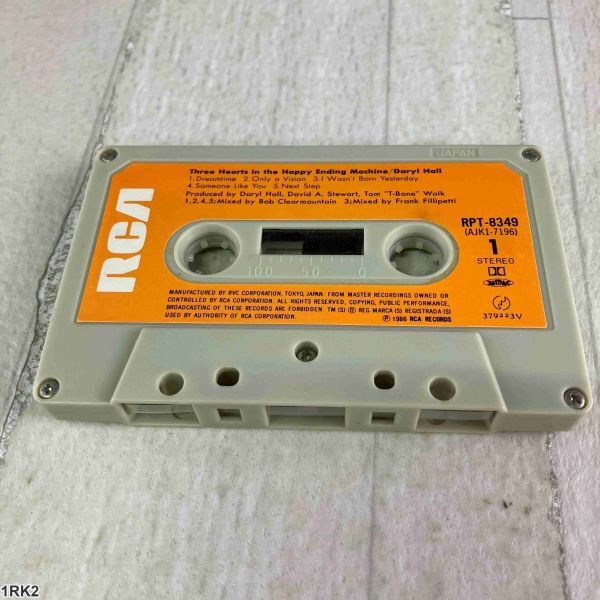 JAPAN
Three Hearts in the Happy Ending Machine/Daryl Hall
1.Dreamtime 2.Only a Vision 3.I Wasn't Born Yesterday
4.Someone Like You 5.Next Step
Produced by Daryl Hall, David A. Stewart, Tom "T-Bone" Wolk
1,2,4,5;Mixed by Bob Clearmountain 3;Mixed by Frank Fillipetti
RCA
RPT-8349
(AJK1-7196)
1
STEREO
100 50 0
MANUFACTURED BY RVC CORPORATION, TOKYO, JAPAN. FROM MASTER RECORDINGS OWNED OR
CONTROLLED BY RCA CORPORATION. ALL RIGHTS RESERVED, COPYING, PUBLIC PERFORMANCE,
BROADCASTING OF THESE RECORDS ARE FORBIDDEN. TM (S) ® REG MARCA (S) REGISTRADA (S)
USED BY AUTHORITY OF RCA CORPORATION.
℗ 1986 RCA RECORDS
379223V
1RK2